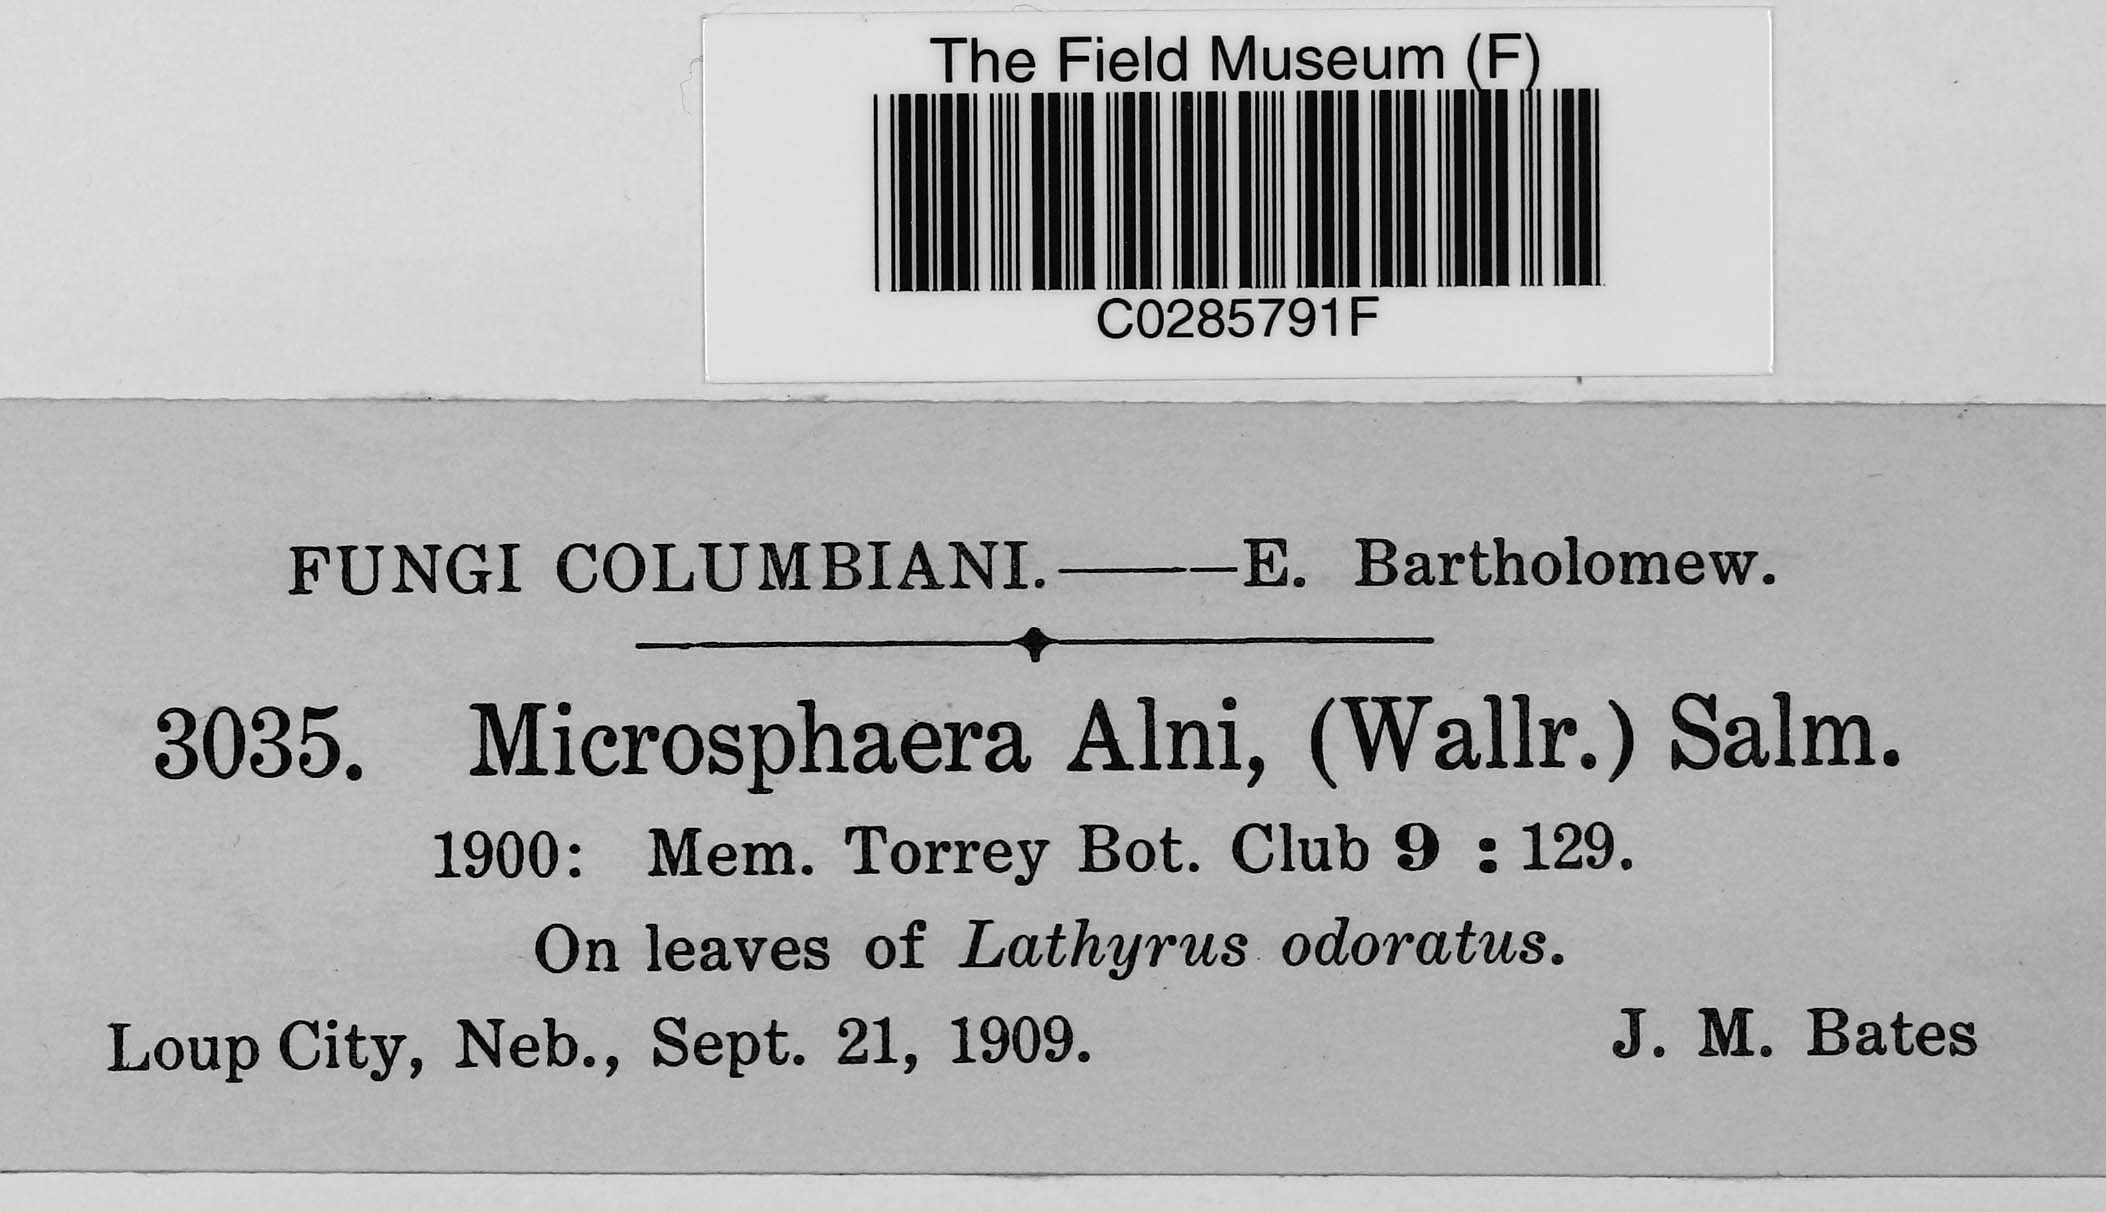 The Field Museum (F)
C0285791F
FUNGI COLUMBIANI.———E. Bartholomew.
3035. Microsphaera Alni, (Wallr.) Salm.
1900: Mem. Torrey Bot. Club 9 : 129.
On leaves of Lathyrus odoratus.
Loup City, Neb., Sept. 21, 1909. J. M. Bates